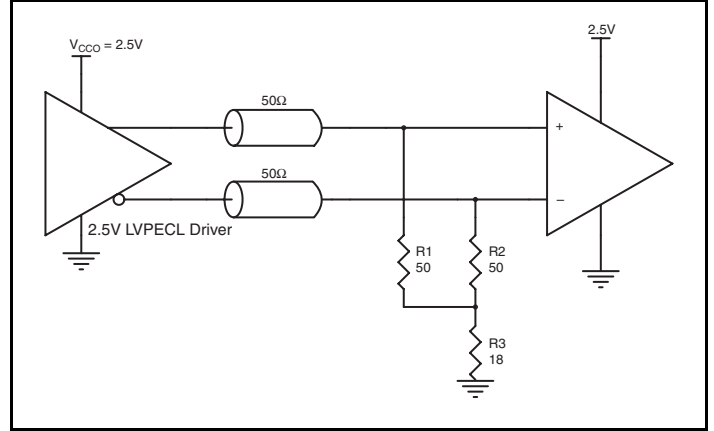 V_CCO = 2.5V
2.5V
50Ω
+
50Ω
–
2.5V LVPECL Driver
R1
50
R2
50
R3
18